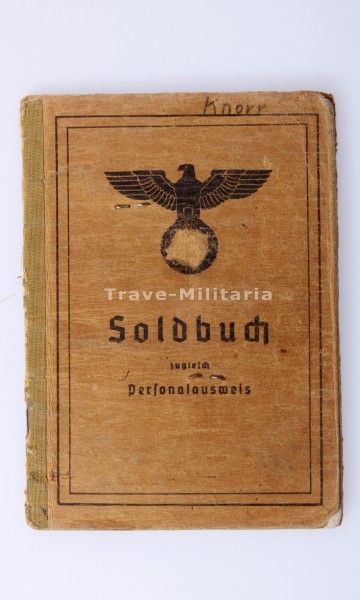 Knorr
Trave-Militaria
Soldbuch
zugleich
Personalausweis